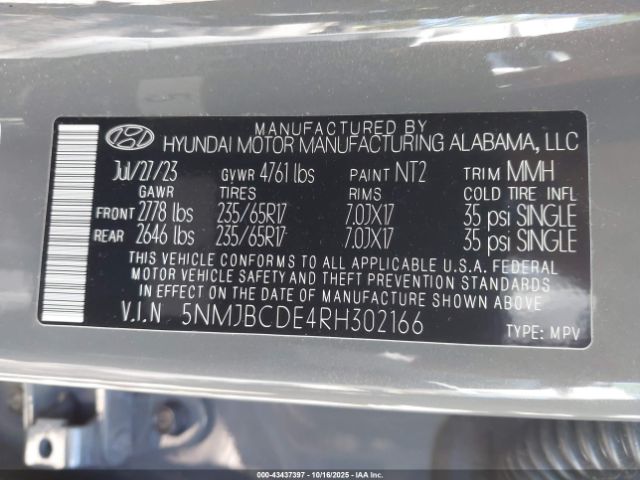 MANUFACTURED BY
HYUNDAI MOTOR MANUFACTURING ALABAMA, LLC
Jul/27/23 GVWR 4761 lbs PAINT NT2 TRIM MMH
GAWR TIRES RIMS COLD TIRE INFL
FRONT 2778 lbs 235/65R17 7.0JX17 35 psi SINGLE
REAR 2646 lbs 235/65R17 7.0JX17 35 psi SINGLE
THIS VEHICLE CONFORMS TO ALL APPLICABLE U.S.A. FEDERAL
MOTOR VEHICLE SAFETY AND THEFT PREVENTION STANDARDS
IN EFFECT ON THE DATE OF MANUFACTURE SHOWN ABOVE.
V.I.N 5NMJBCDE4RH302166
TYPE: MPV
00-43437397 - 10/16/2025 - COPYRIGHT © IAA, LLC